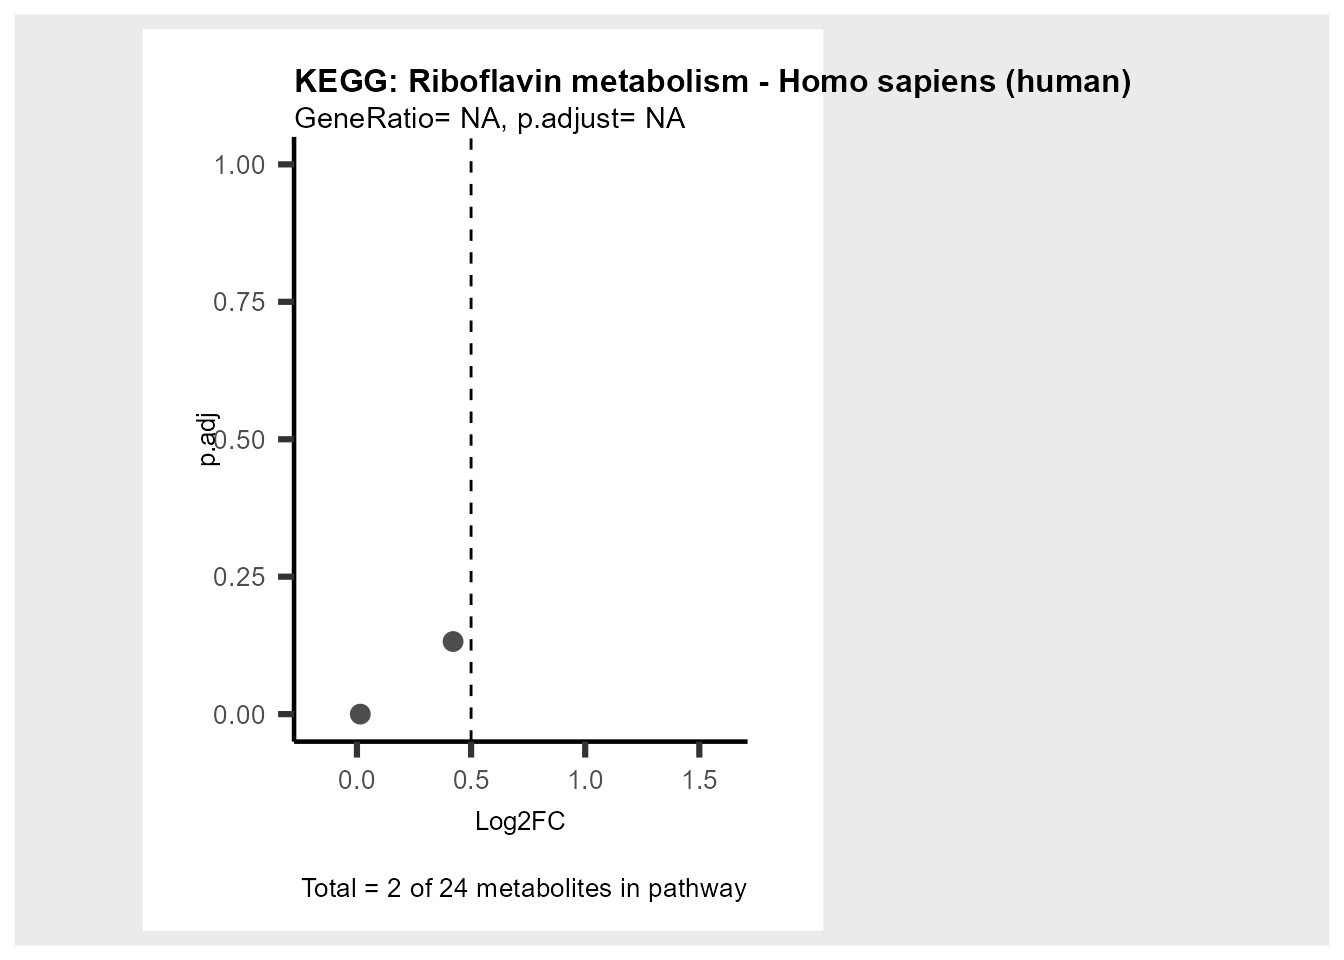 KEGG: Riboflavin metabolism - Homo sapiens (human)
GeneRatio= NA, p.adjust= NA
1.00
0.75
0.50
0.25
0.00
p.adj
0.0 0.5 1.0 1.5
Log2FC
Total = 2 of 24 metabolites in pathway